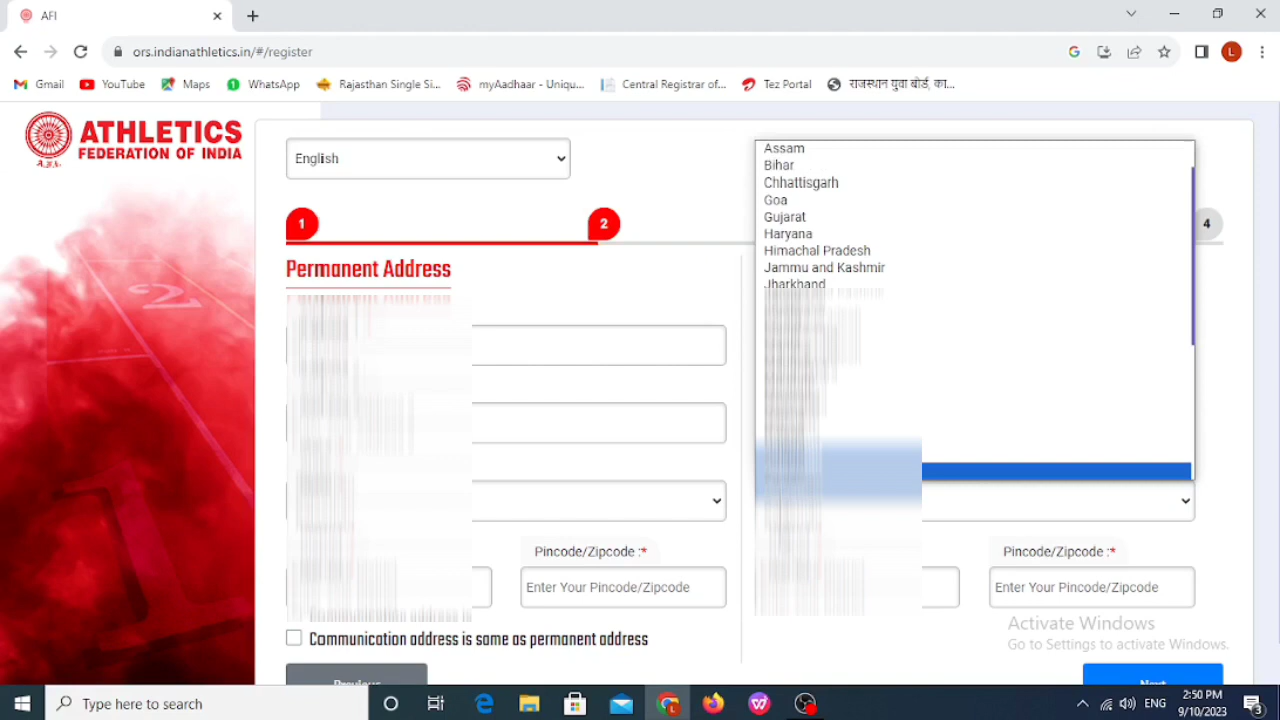 AFI
ors.indianathletics.in/#/register
L
Gmail
YouTube
Maps
WhatsApp
Rajasthan Single Si...
myAadhaar - Uniqu...
Central Registrar of...
Tez Portal
राजस्थान युवा बोर्ड, का...
ATHLETICS
FEDERATION OF INDIA
A.F.I.
English
1
2
4
Permanent Address
Assam
Bihar
Chhattisgarh
Goa
Gujarat
Haryana
Himachal Pradesh
Jammu and Kashmir
Jharkhand
Pincode/Zipcode :*
Enter Your Pincode/Zipcode
Pincode/Zipcode :*
Enter Your Pincode/Zipcode
Communication address is same as permanent address
Previous
Next
Activate Windows
Go to Settings to activate Windows.
Type here to search
ENG
2:50 PM
9/10/2023
3